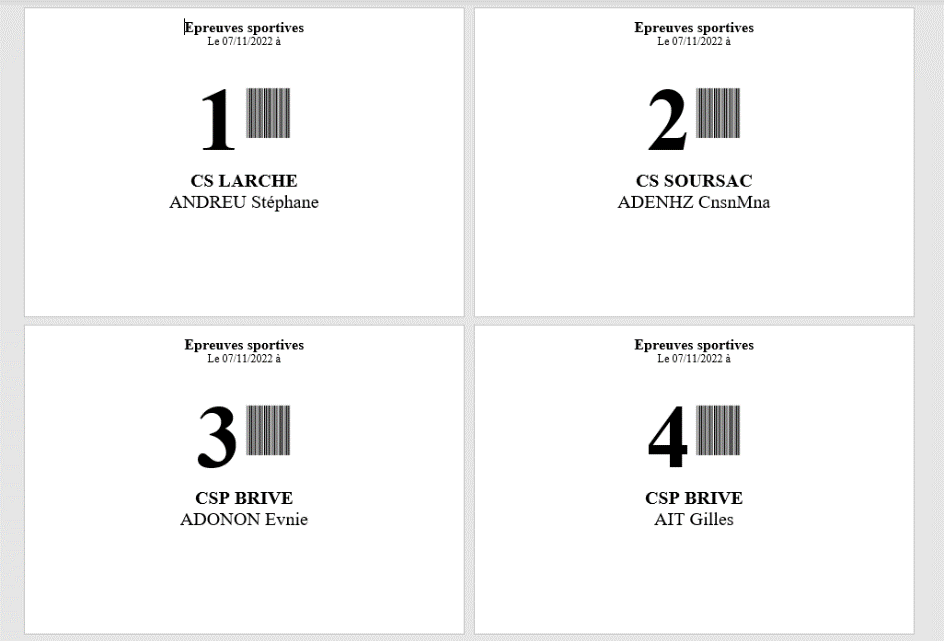 Epreuves sportives
Le 07/11/2022 à
1
CS LARCHE
ANDREU Stéphane
Epreuves sportives
Le 07/11/2022 à
2
CS SOURSAC
ADENHZ CnsnMna
Epreuves sportives
Le 07/11/2022 à
3
CSP BRIVE
ADONON Evnie
Epreuves sportives
Le 07/11/2022 à
4
CSP BRIVE
AIT Gilles